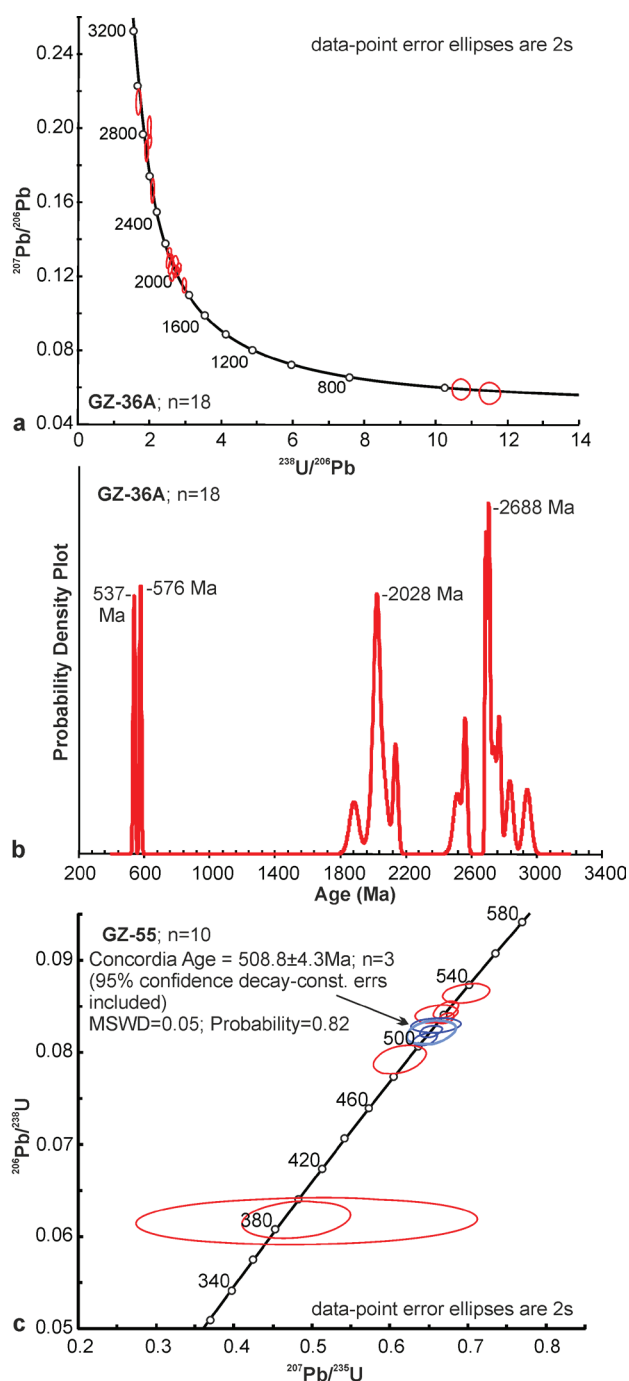 data-point error ellipses are 2s
3200
2800
2400
2000
1600
1200
800
0.24
0.20
0.16
0.12
0.08
0.04
²⁰⁷Pb/²⁰⁶Pb
GZ-36A; n=18
a
0 2 4 6 8 10 12 14
²³⁸U/²⁰⁶Pb
GZ-36A; n=18
-2688 Ma
537-
Ma
-576 Ma
-2028 Ma
Probability Density Plot
b
200 600 1000 1400 1800 2200 2600 3000 3400
Age (Ma)
GZ-55; n=10
Concordia Age = 508.8±4.3Ma; n=3
(95% confidence decay-const. errs
included)
MSWD=0.05; Probability=0.82
580
540
500
460
420
380
340
0.09
0.08
0.07
0.06
0.05
²⁰⁶Pb/²³⁸U
data-point error ellipses are 2s
c
0.2 0.3 0.4 0.5 0.6 0.7 0.8
²⁰⁷Pb/²³⁵U